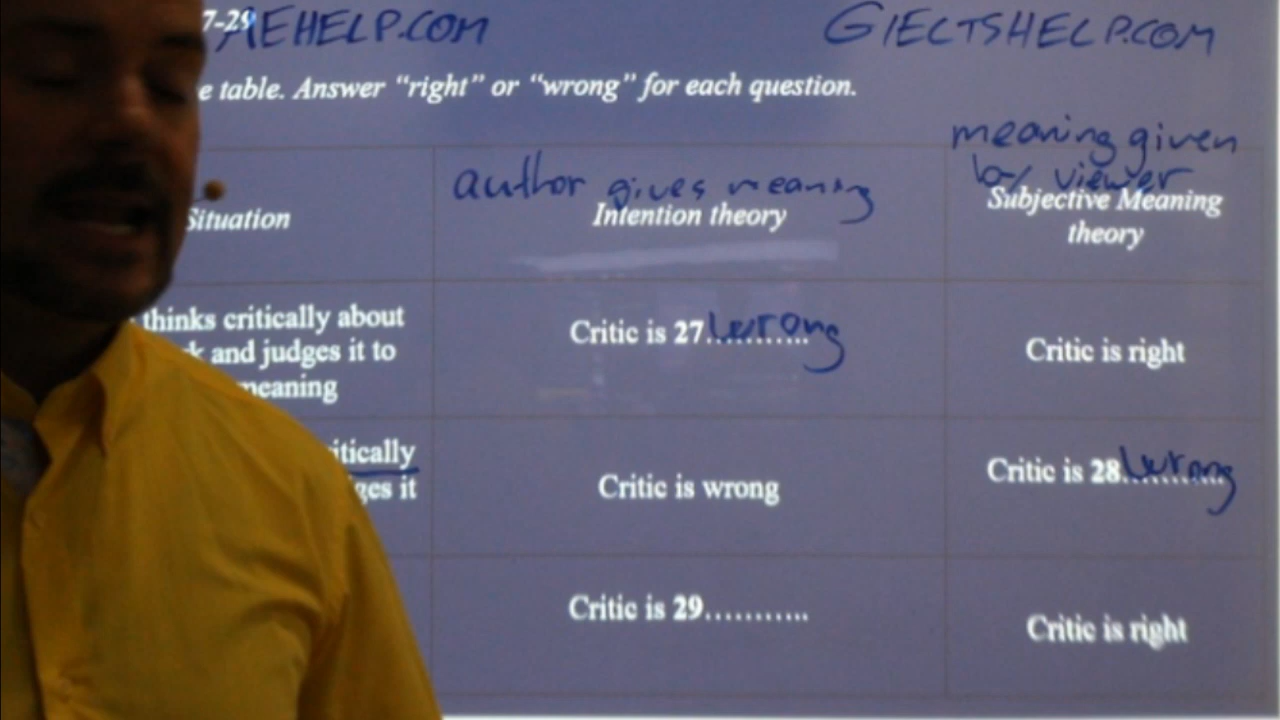 7-29 AEHELP.COM GIELTSHELP.COM
e table. Answer “right” or “wrong” for each question.
author gives meaning
meaning given
by viewer
Situation
Intention theory
Subjective Meaning
theory
thinks critically about
k and judges it to
meaning
Critic is 27...........
wrong
Critic is right
itically
ges it
Critic is wrong
Critic is 28...........
wrong
Critic is 29...........
Critic is right